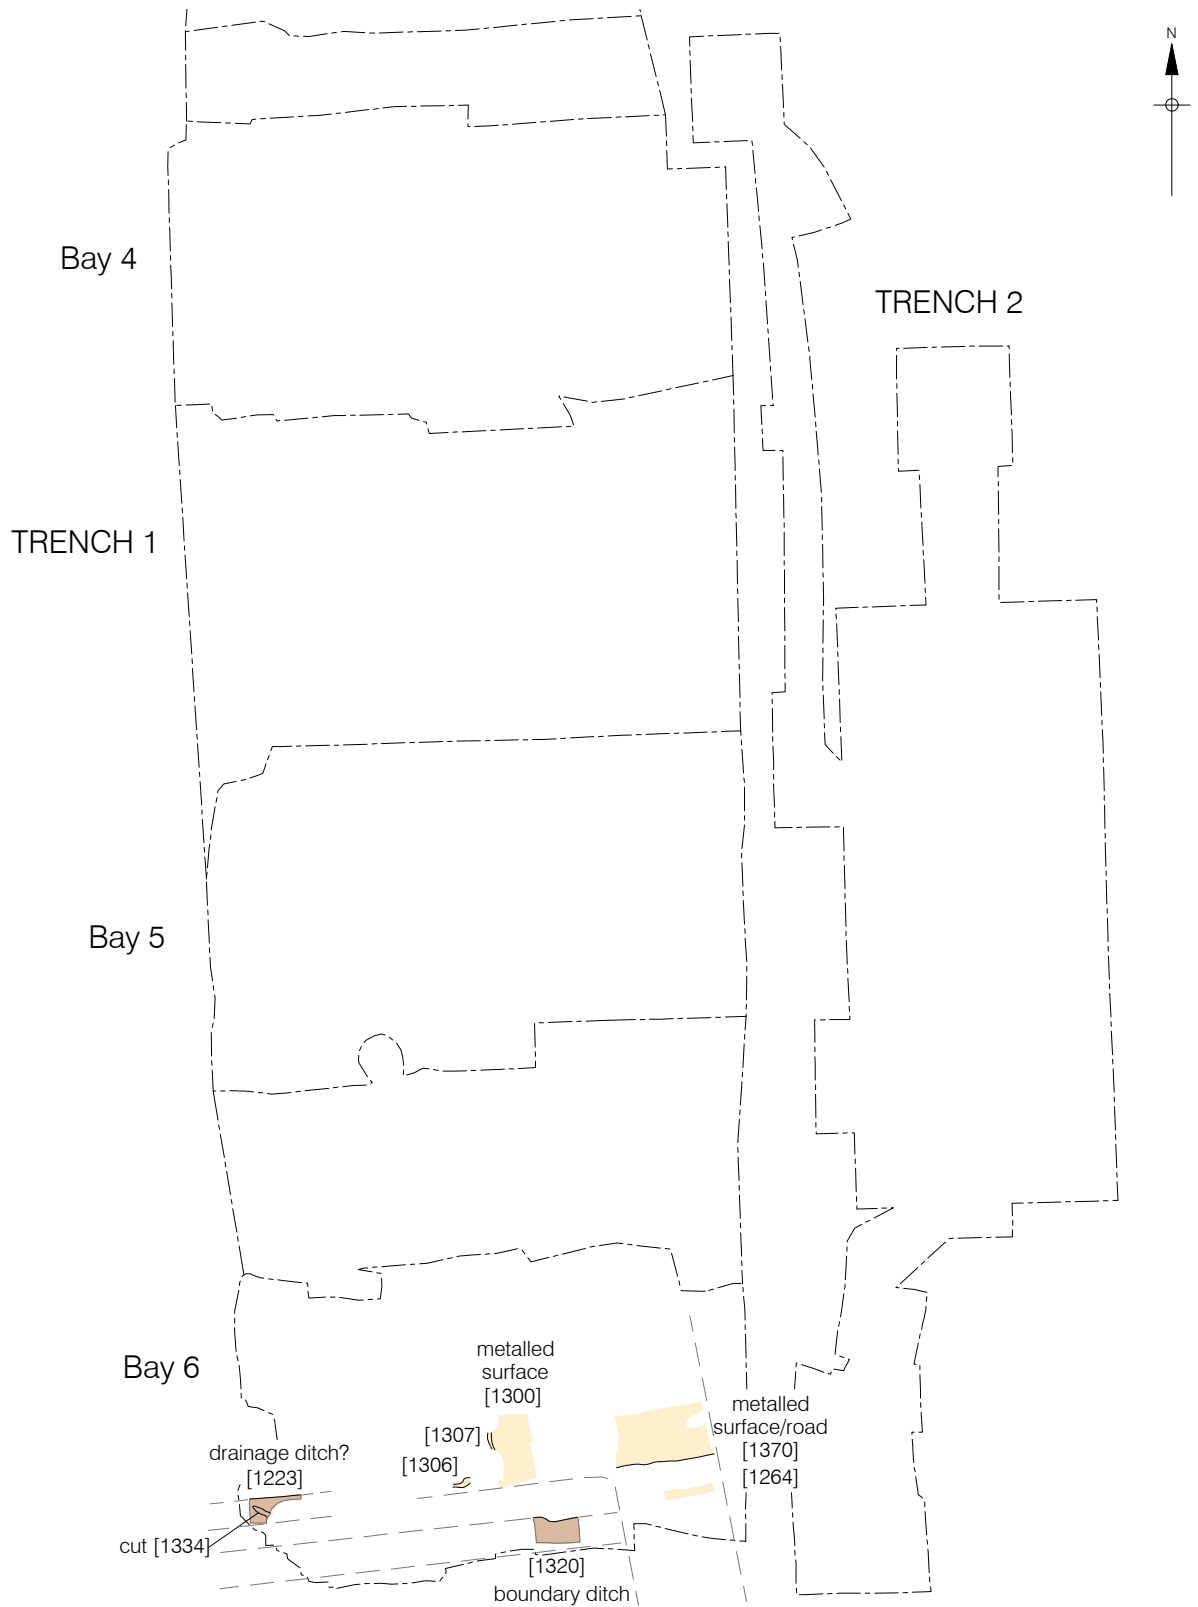 N
Bay 4
TRENCH 2
TRENCH 1
Bay 5
Bay 6
metalled
surface
[1300]
[1307]
[1306]
metalled
surface/road
[1370]
[1264]
drainage ditch?
[1223]
cut [1334]
[1320]
boundary ditch